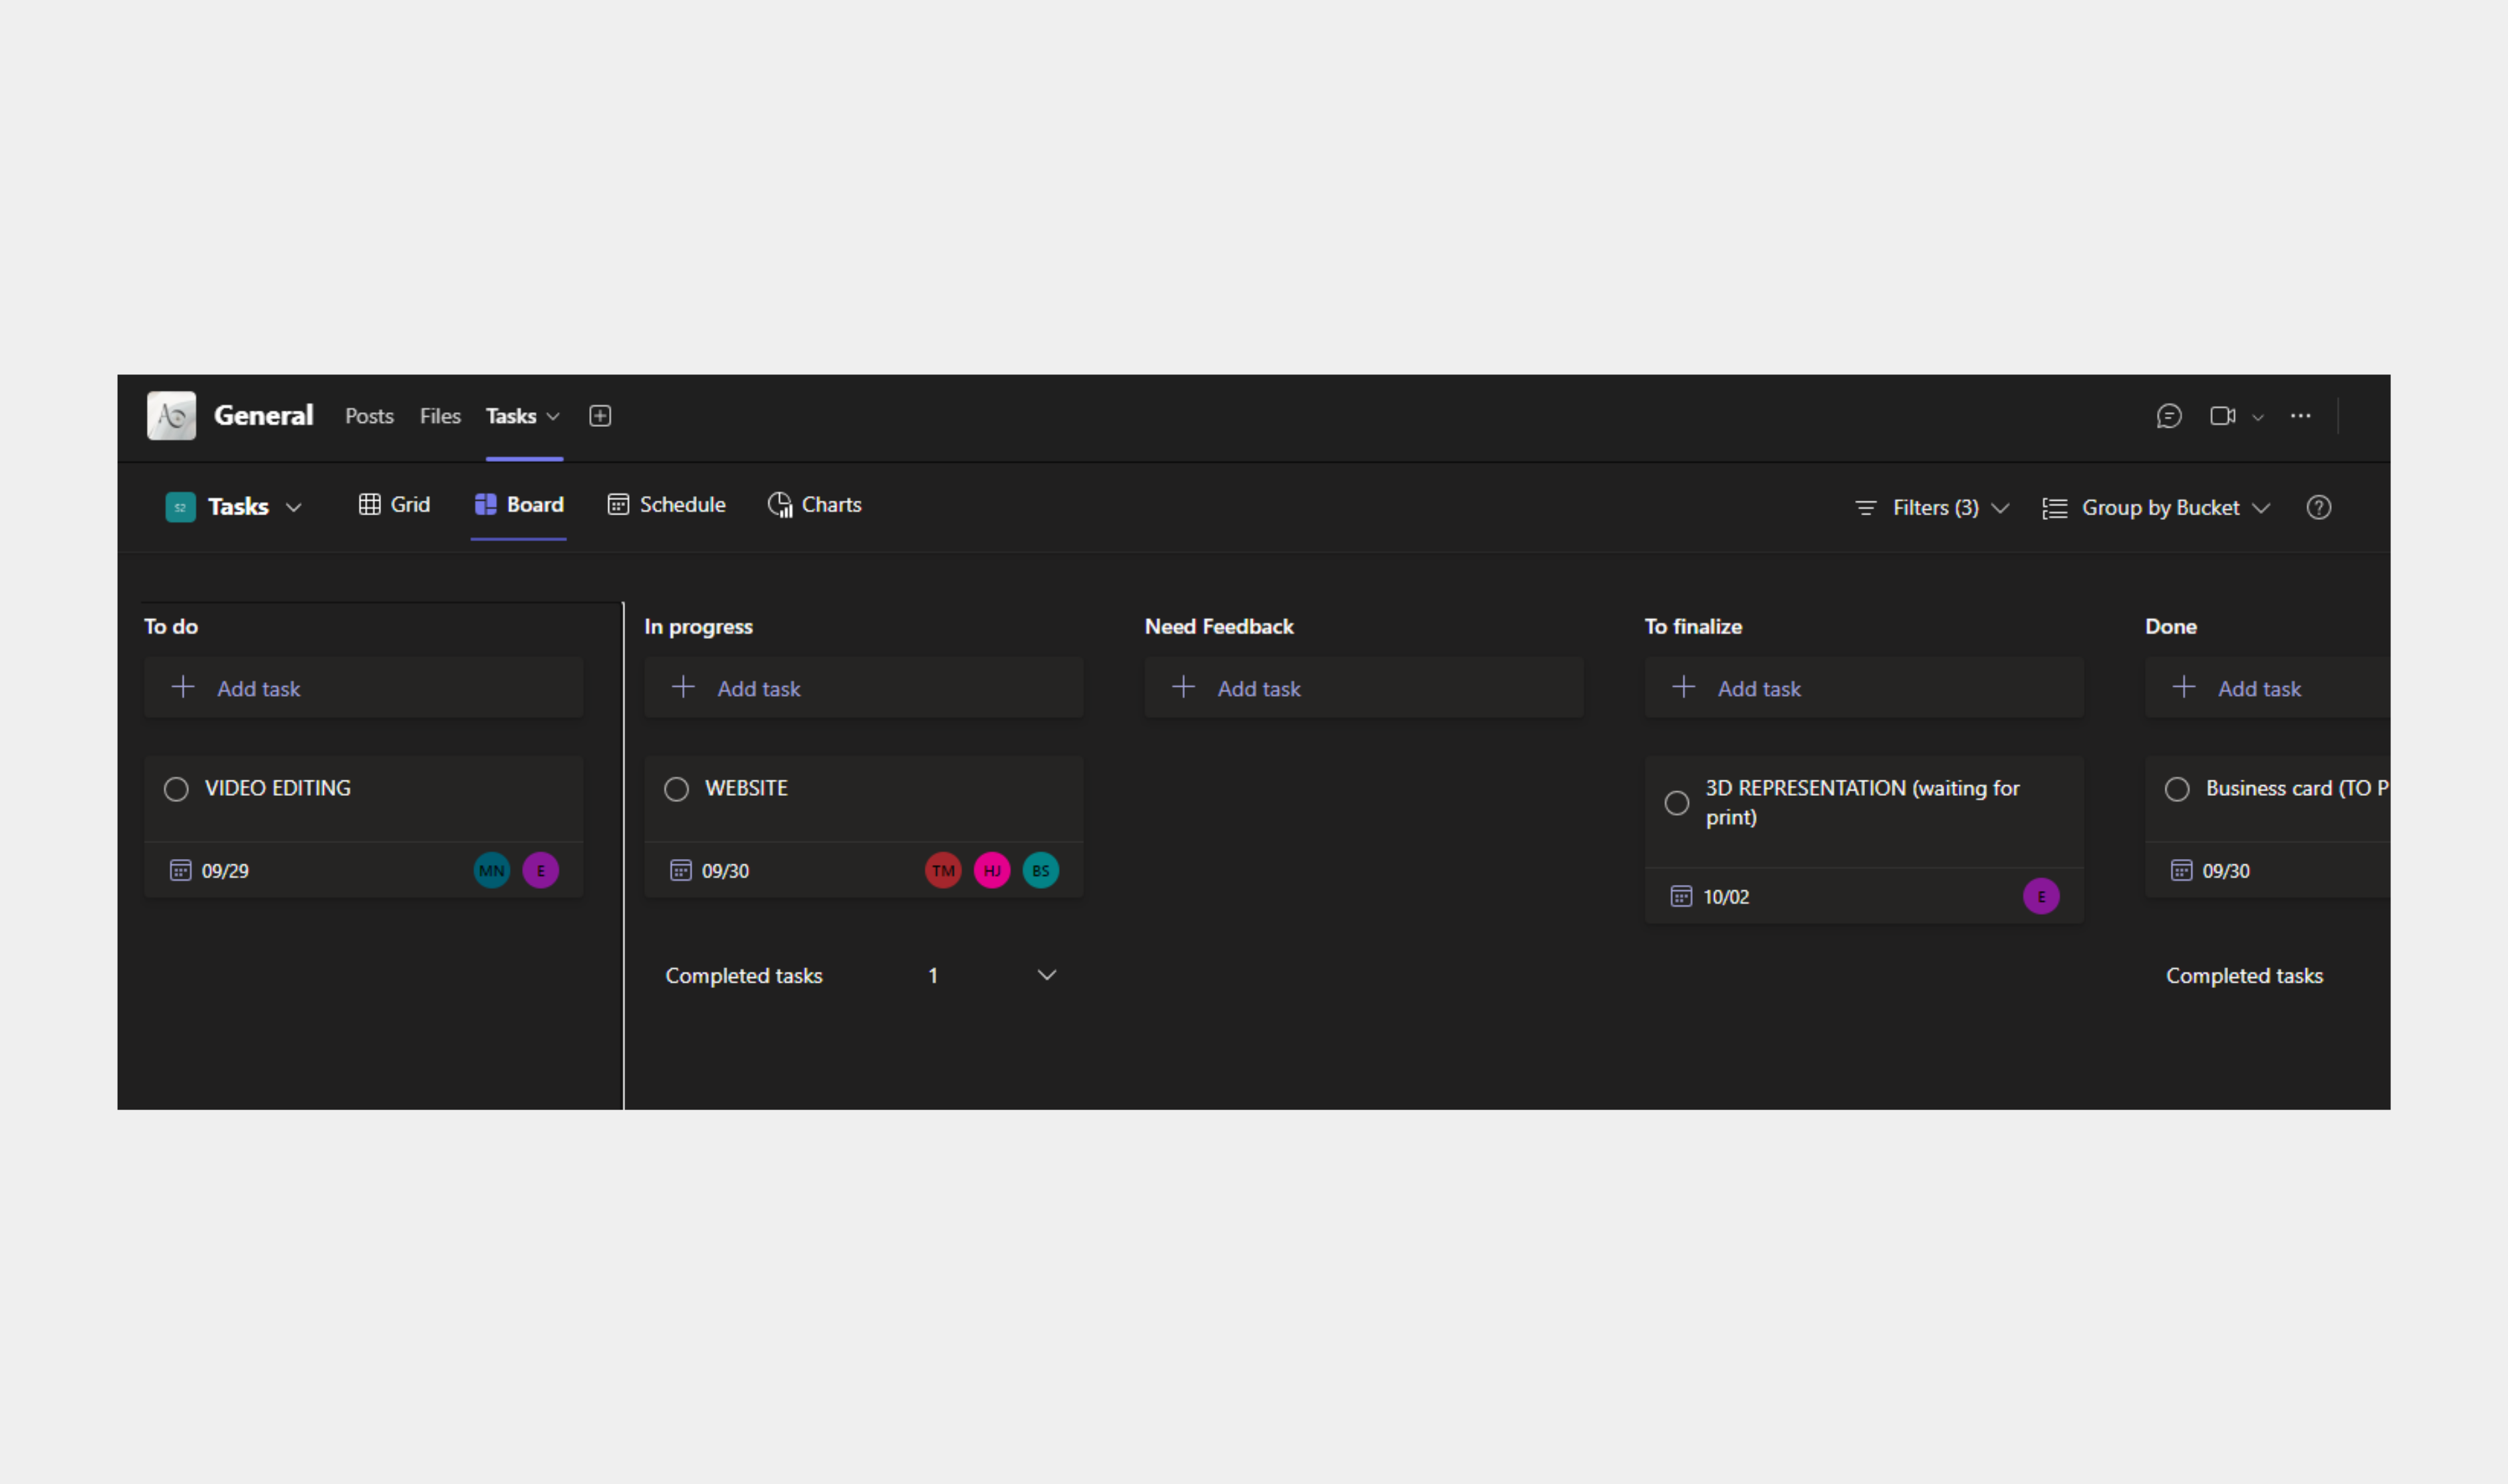 General Posts Files Tasks
S2 Tasks Grid Board Schedule Charts Filters (3) Group by Bucket
To do
Add task
VIDEO EDITING
09/29 MN E
In progress
Add task
WEBSITE
09/30 TM HJ BS
Completed tasks 1
Need Feedback
Add task
To finalize
Add task
3D REPRESENTATION (waiting for
print)
10/02 E
Done
Add task
Business card (TO P
09/30
Completed tasks